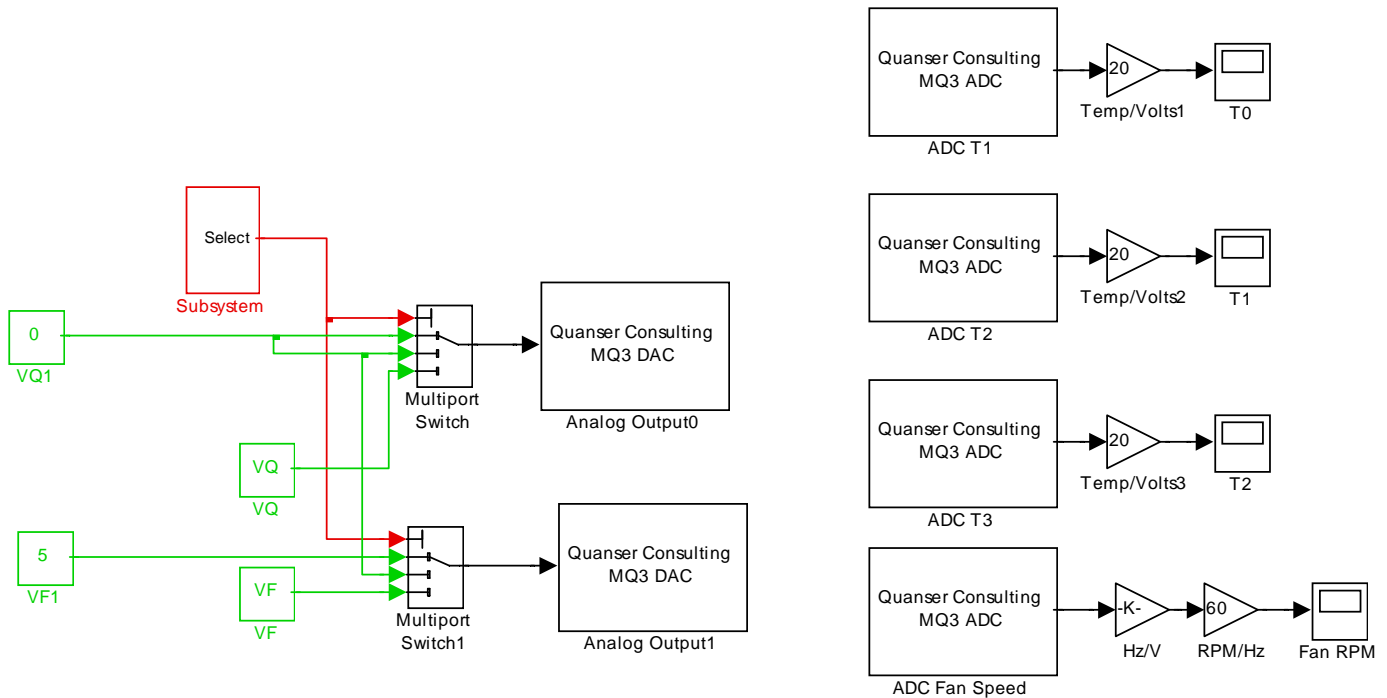 Select
Subsystem
0
VQ1
VQ
VQ
5
VF1
VF
VF
Multiport
Switch
Quanser Consulting
MQ3 DAC
Analog Output0
Multiport
Switch1
Quanser Consulting
MQ3 DAC
Analog Output1
Quanser Consulting
MQ3 ADC
ADC T1
20
Temp/Volts1
T0
Quanser Consulting
MQ3 ADC
ADC T2
20
Temp/Volts2
T1
Quanser Consulting
MQ3 ADC
ADC T3
20
Temp/Volts3
T2
Quanser Consulting
MQ3 ADC
ADC Fan Speed
-K-
Hz/V
60
RPM/Hz
Fan RPM